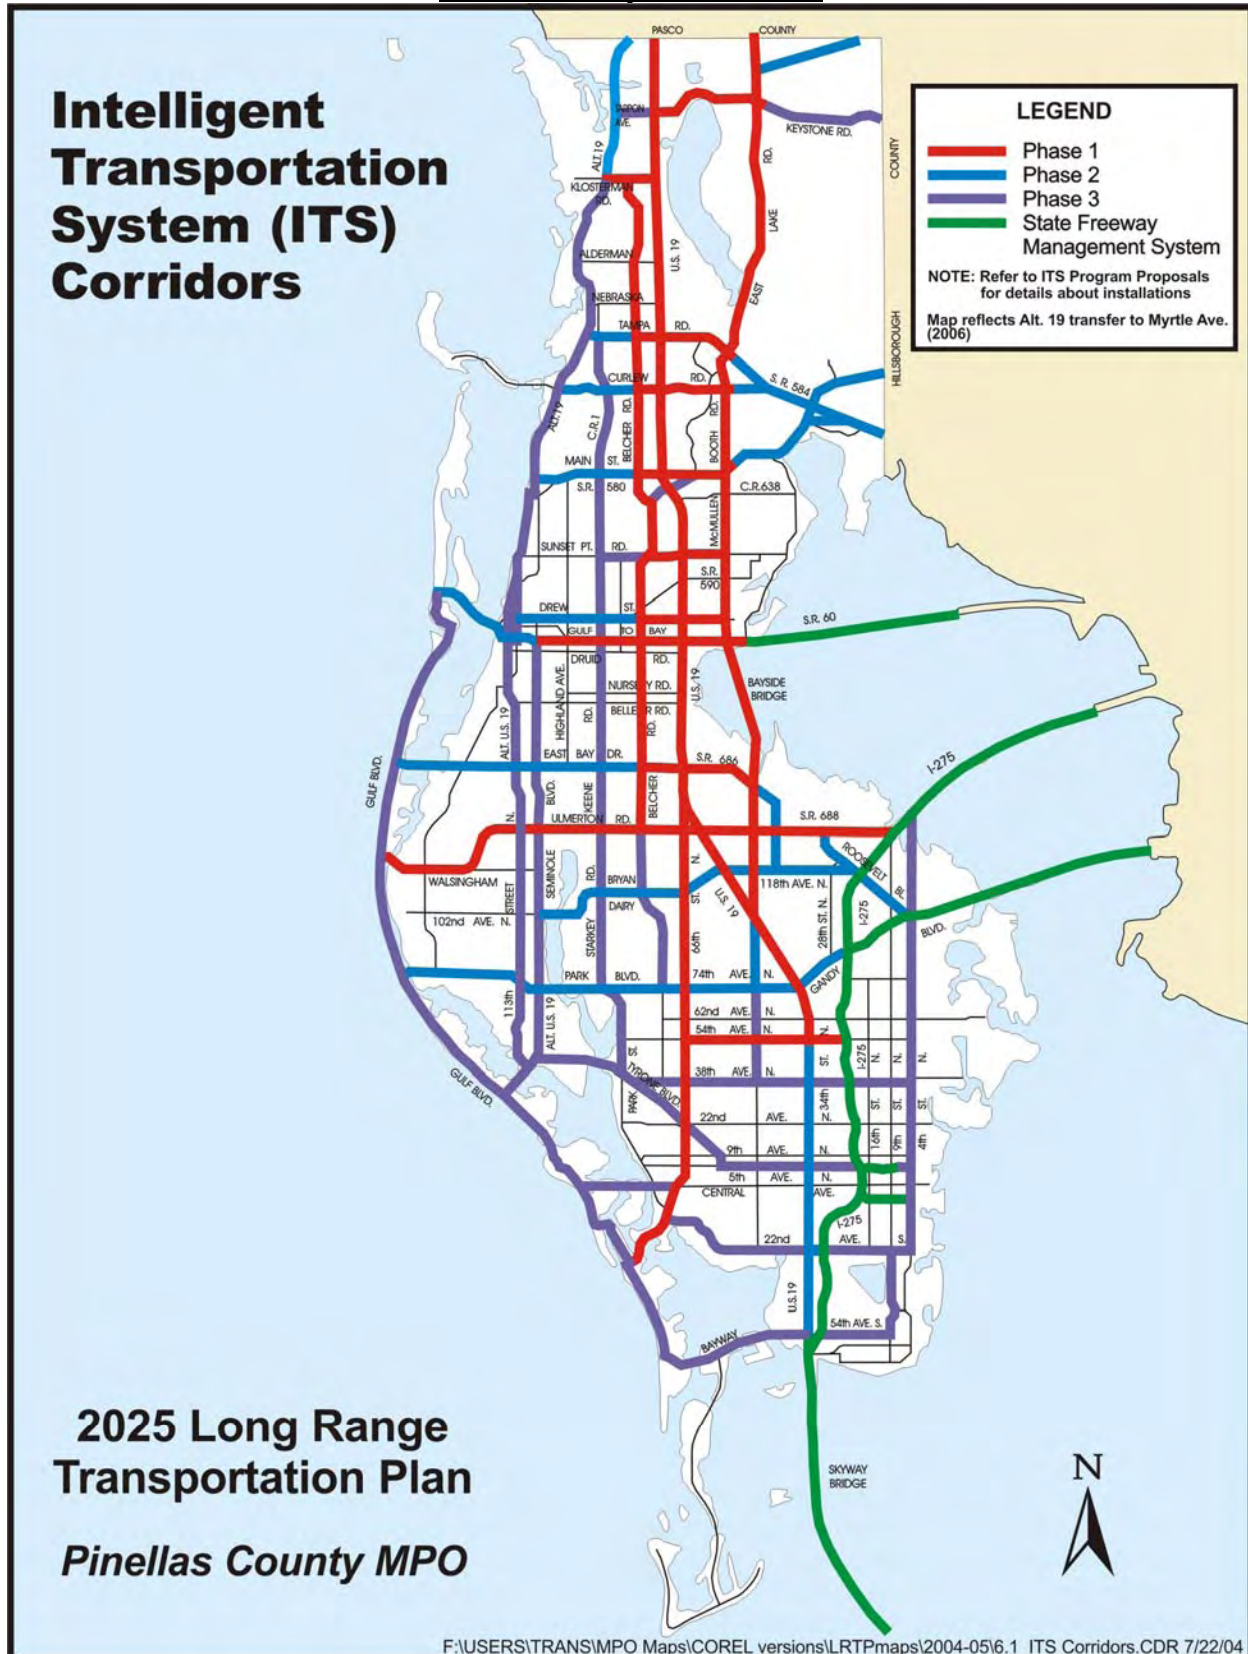 Intelligent
Transportation
System (ITS)
Corridors
PASCO COUNTY
LEGEND
Phase 1
Phase 2
Phase 3
State Freeway
Management System
NOTE: Refer to ITS Program Proposals
for details about installations
Map reflects Alt. 19 transfer to Myrtle Ave.
(2006)
COUNTY
HILLSBOROUGH
TARPON
AVE.
KEYSTONE RD.
ALT. 19
KLOSTERMAN
RD.
RD.
LAKE
EAST
U.S. 19
ALDERMAN
NEBRASKA
TAMPA RD.
CURLEW RD.
S. R. 584
ALT.19
C.R.1
BELCHER RD.
BOOTH RD.
McMULLEN
MAIN ST.
S.R. 580
C.R.638
SUNSET PT. RD.
S.R.
590
DREW ST.
GULF TO BAY
S.R. 60
DRUID RD.
HIGHLAND AVE.
NURSERY RD.
BELLEAIR RD.
RD.
RD.
U.S. 19
BAYSIDE
BRIDGE
ALT. U.S. 19
EAST BAY DR.
S.R. 686
I-275
GULF BLVD.
BLVD.
KEENE
BELCHER
N.
ULMERTON RD.
S.R. 688
SEMINOLE
RD.
WALSINGHAM
BRYAN
DAIRY
N.
ST.
U.S. 19
118th AVE. N.
ROOSEVELT BL.
STREET
102nd AVE. N.
STARKEY
66th
28th ST. N.
I-275
BLVD.
GANDY
PARK BLVD.
74th AVE. N.
113th
ALT. U.S. 19
62nd AVE. N.
54th AVE. N.
N.
ST.
34th
I-275
N.
N.
N.
ST.
TYRONE BLVD.
38th AVE. N.
GULF BLVD.
PARK
22nd AVE. N.
ST.
ST.
ST.
16th
9th
4th
9th AVE. N.
5th AVE. N.
CENTRAL AVE.
I-275
22nd AVE. S.
U.S.19
54th AVE. S.
BAYWAY
SKYWAY
BRIDGE
2025 Long Range
Transportation Plan
Pinellas County MPO
N
F:\USERS\TRANS\MPO Maps\COREL versions\LRTPmaps\2004-05\6.1 ITS Corridors.CDR 7/22/04